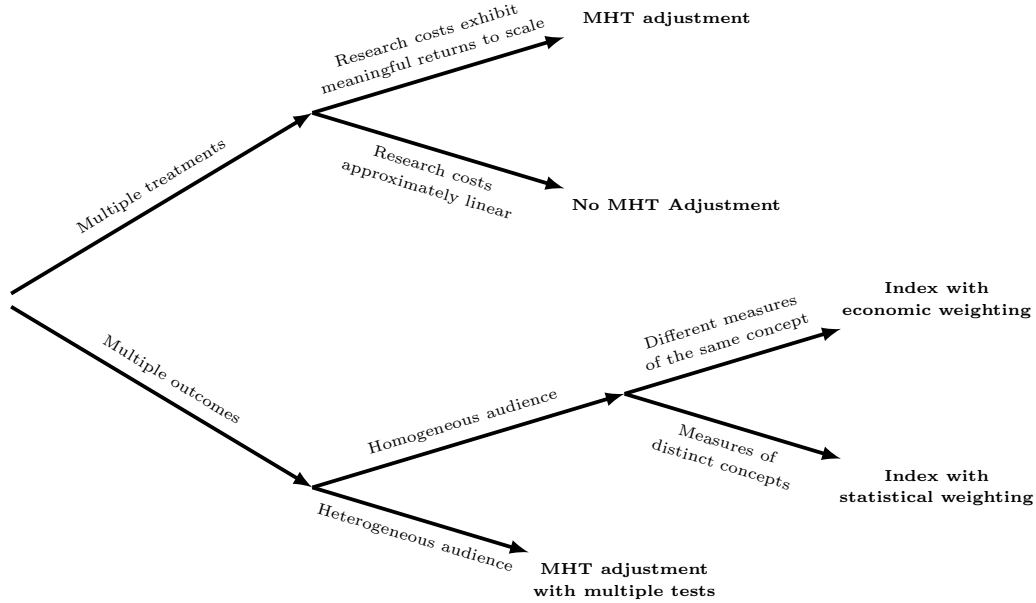 Research costs exhibit
meaningful returns to scale
MHT adjustment
Multiple treatments
Research costs
approximately linear
No MHT Adjustment
Multiple outcomes
Homogeneous audience
Different measures
of the same concept
Index with
economic weighting
Measures of
distinct concepts
Index with
statistical weighting
Heterogeneous audience
MHT adjustment
with multiple tests